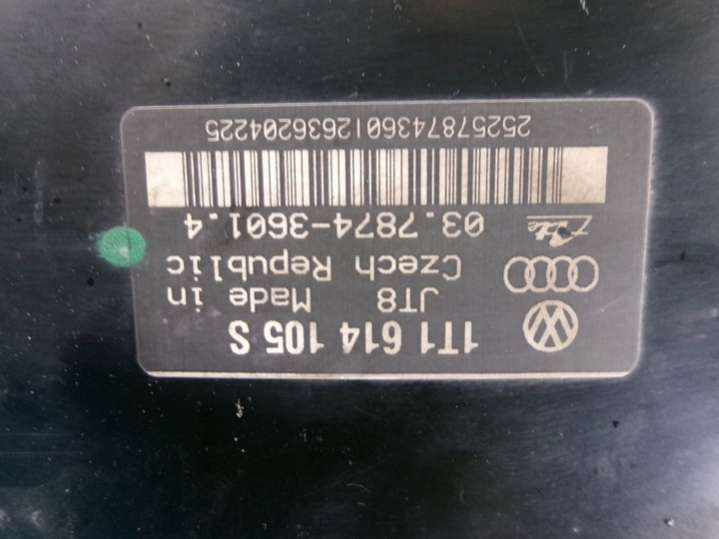 1T1 614 105 S
JT8 Made in
Czech Republic
03.7874-3601.4
2525787436012636204225